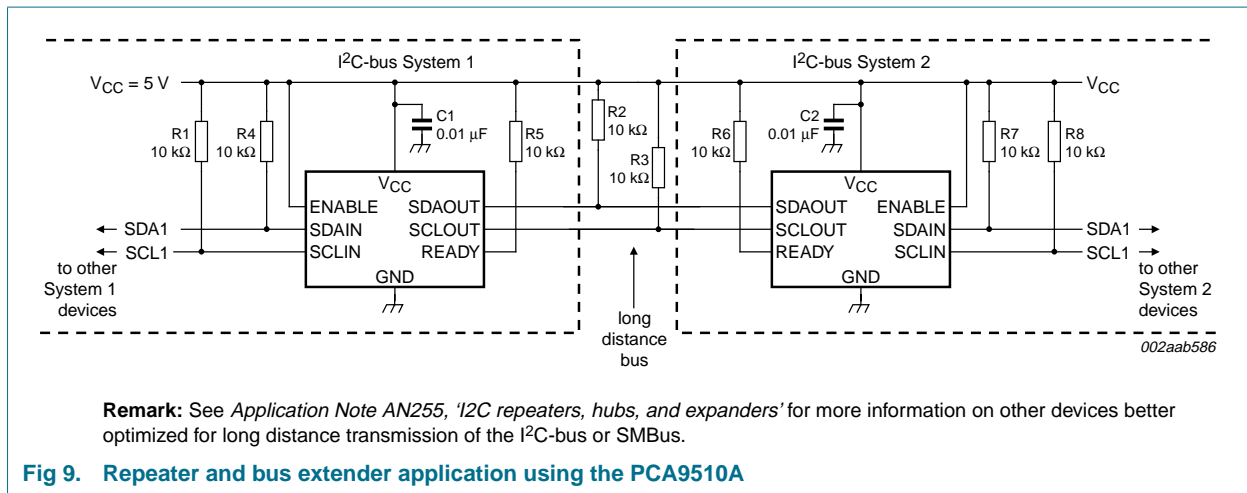 I²C-bus System 1
I²C-bus System 2
VCC = 5 V
VCC
R1
10 kΩ
R4
10 kΩ
C1
0.01 μF
R5
10 kΩ
R2
10 kΩ
R3
10 kΩ
R6
10 kΩ
C2
0.01 μF
R7
10 kΩ
R8
10 kΩ
VCC
ENABLE
SDAIN
SCLIN
SDAOUT
SCLOUT
READY
GND
VCC
SDAOUT
SCLOUT
READY
ENABLE
SDAIN
SCLIN
GND
SDA1
SCL1
to other
System 1
devices
long
distance
bus
SDA1
SCL1
to other
System 2
devices
002aab586
Remark: See Application Note AN255, ‘I2C repeaters, hubs, and expanders’ for more information on other devices better
optimized for long distance transmission of the I²C-bus or SMBus.
Fig 9. Repeater and bus extender application using the PCA9510A